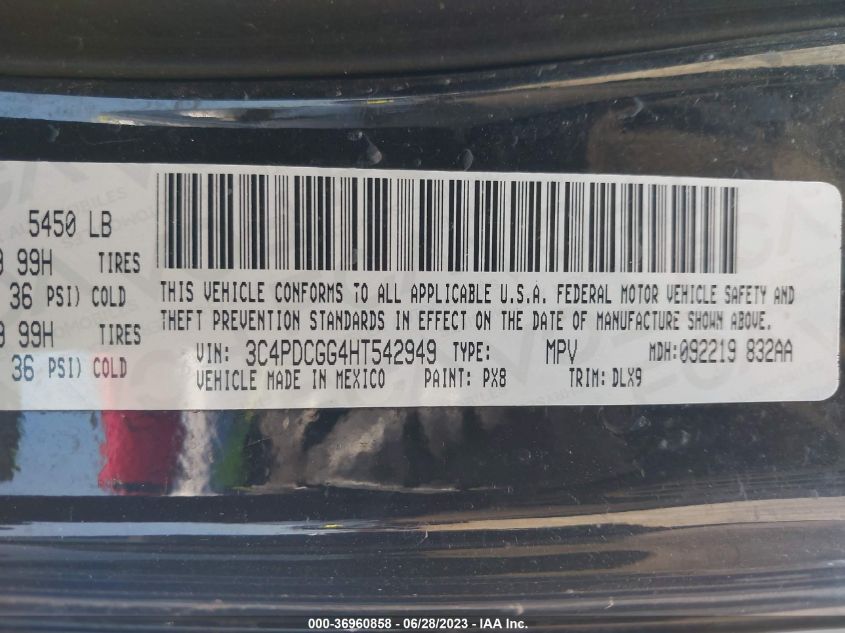 5450 LB
99H TIRES
36 PSI) COLD
99H TIRES
36 PSI) COLD
THIS VEHICLE CONFORMS TO ALL APPLICABLE U.S.A. FEDERAL MOTOR VEHICLE SAFETY AND
THEFT PREVENTION STANDARDS IN EFFECT ON THE DATE OF MANUFACTURE SHOWN ABOVE.
VIN: 3C4PDCGG4HT542949 TYPE: MPV MDH:092219 832AA
VEHICLE MADE IN MEXICO PAINT: PX8 TRIM: DLX9
000-36960858 - 06/28/2023 - IAA Inc.